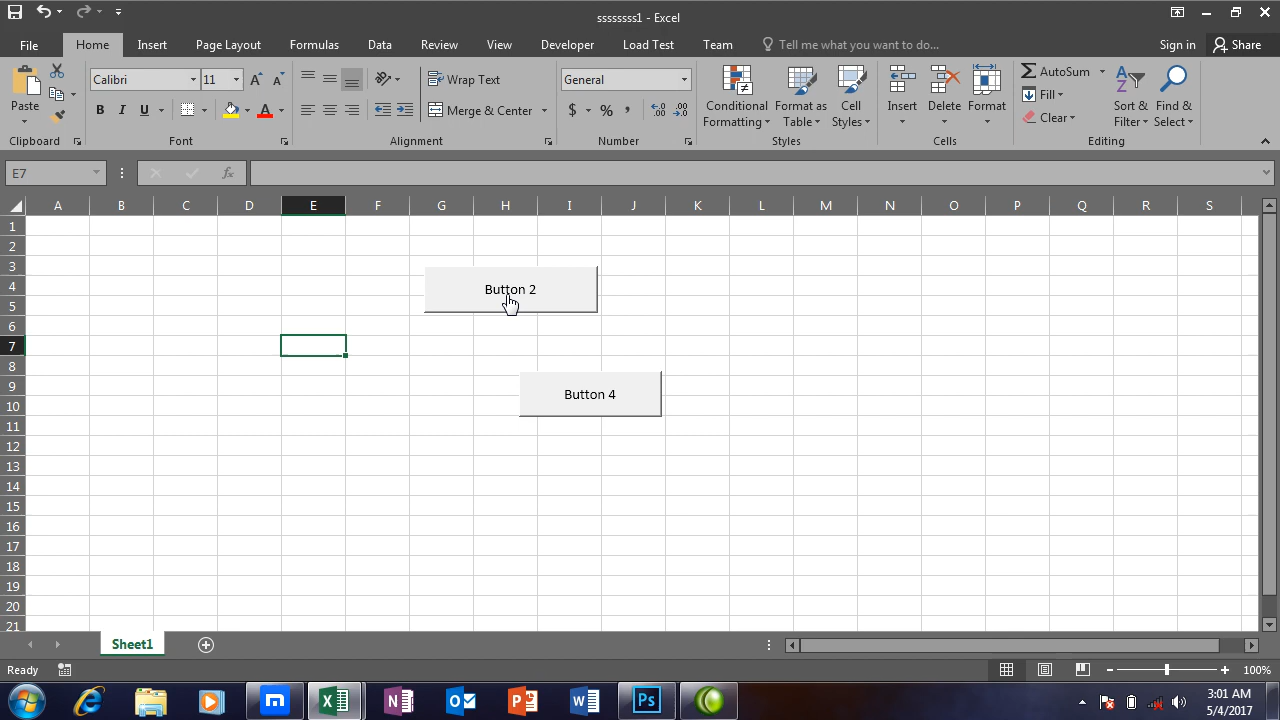 ssssssss1 - Excel
File Home Insert Page Layout Formulas Data Review View Developer Load Test Team Tell me what you want to do... Sign in Share
Calibri 11 Wrap Text General AutoSum
Paste Conditional Formatting Format as Table Cell Styles Insert Delete Format Fill Sort & Filter Find & Select
B I U A Merge & Center $ % , Clear
Clipboard Font Alignment Number Styles Cells Editing
E7 fx
A B C D E F G H I J K L M N O P Q R S
1
2
3
4 Button 2
5
6
7
8
9 Button 4
10
11
12
13
14
15
16
17
18
19
20
21
Sheet1
Ready 100%
3:01 AM
5/4/2017